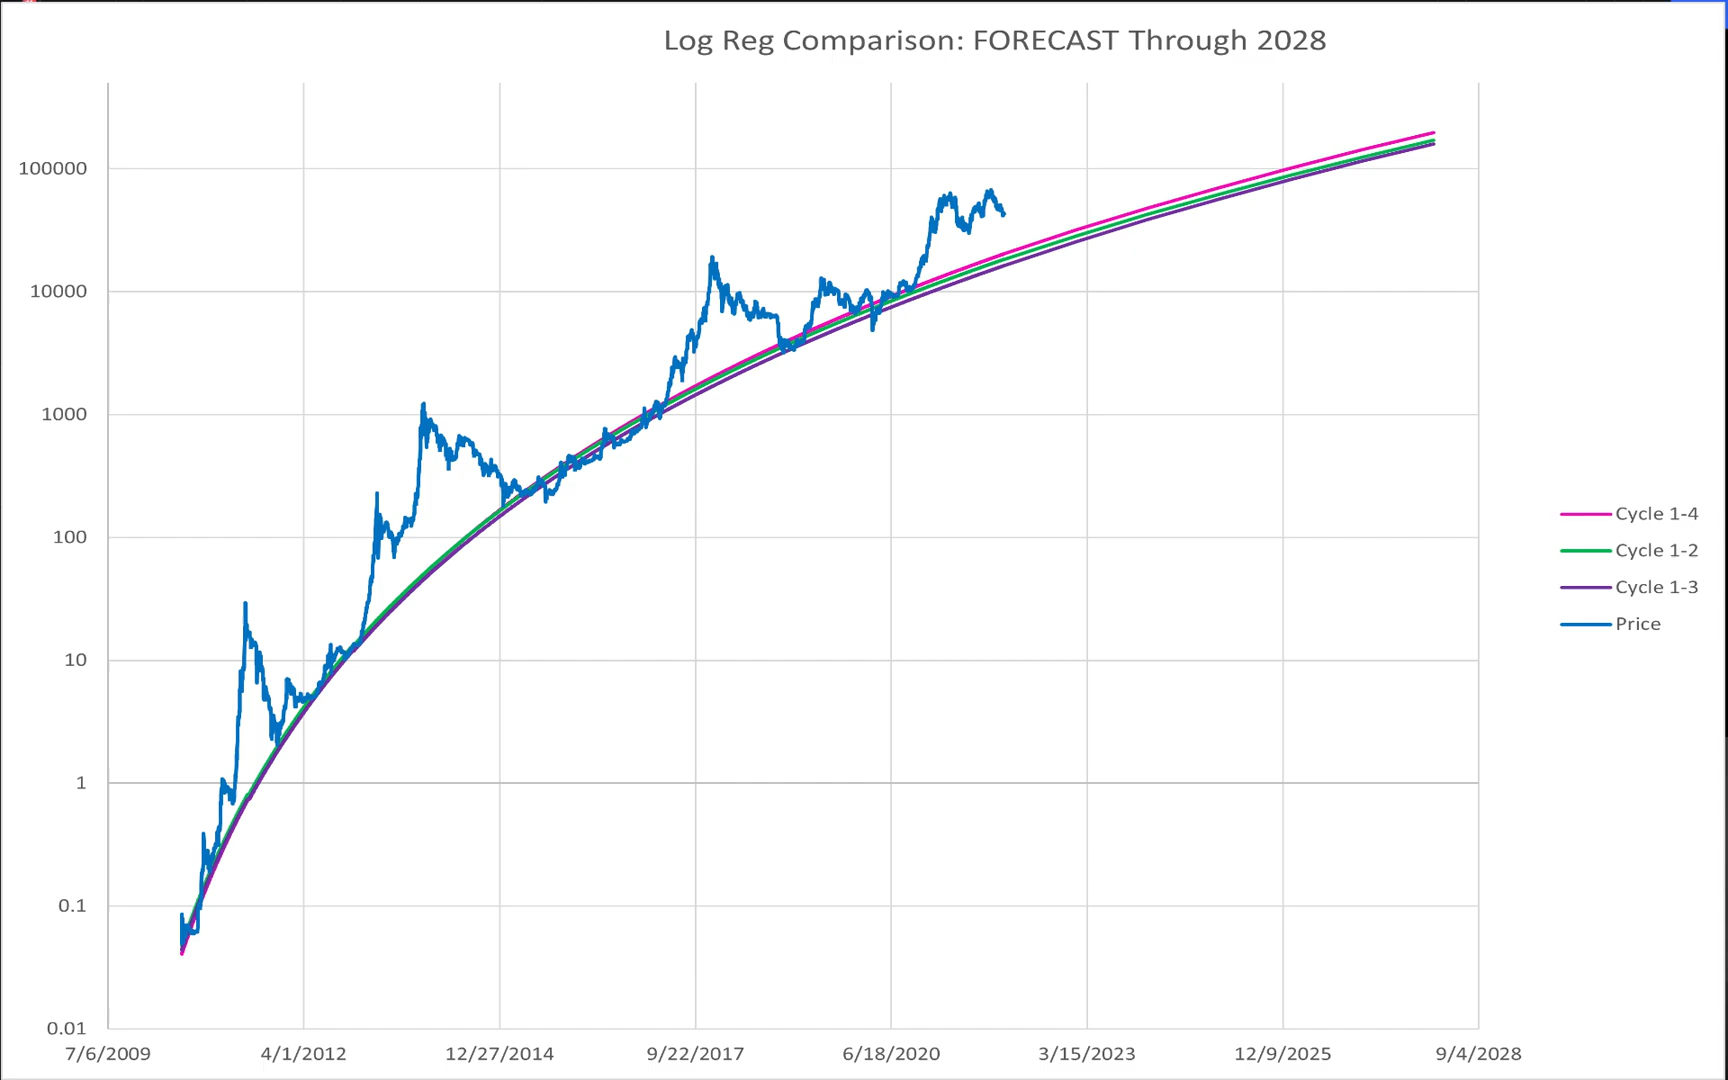 Log Reg Comparison: FORECAST Through 2028
100000
10000
1000
100
10
1
0.1
0.01
7/6/2009 4/1/2012 12/27/2014 9/22/2017 6/18/2020 3/15/2023 12/9/2025 9/4/2028
Cycle 1-4
Cycle 1-2
Cycle 1-3
Price